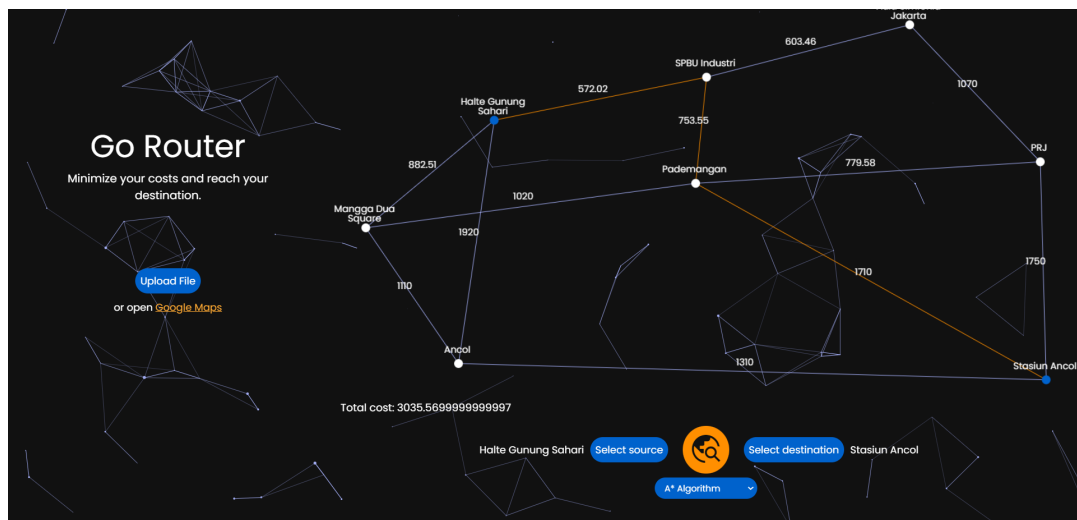 Jakarta
603.46
SPBU Industri
572.02
1070
Halte Gunung
Sahari
753.55
Go Router
PRJ
882.51
779.58
Pademangan
Minimize your costs and reach your
destination.
1020
Mangga Dua
Square
1920
1750
1710
Upload File
1110
or open Google Maps
Ancol
1310
Stasiun Ancol
Total cost: 3035.5699999999997
Halte Gunung Sahari Select source Select destination Stasiun Ancol
A* Algorithm